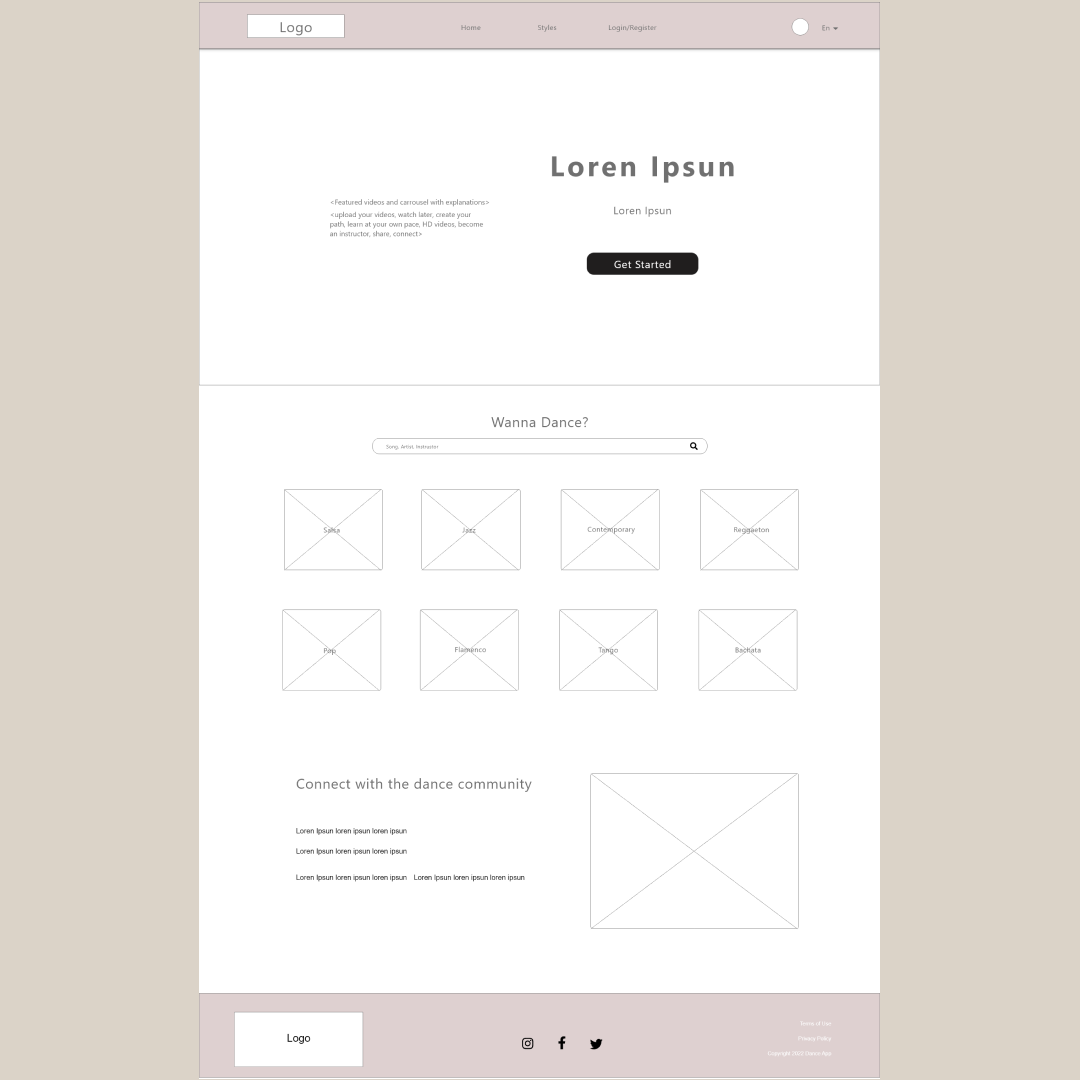 Logo
Home
Styles
Login/Register
En
Loren Ipsun
<Featured videos and carrousel with explanations>
<upload your videos, watch later, create your
path, learn at your own pace, HD videos, become
an instructor, share, connect>
Loren Ipsun
Get Started
Wanna Dance?
Song, Artist, Instructor
Salsa
Jazz
Contemporary
Reggaeton
Pop
Flamenco
Tango
Bachata
Connect with the dance community
Loren Ipsun loren ipsun loren ipsun
Loren Ipsun loren ipsun loren ipsun
Loren Ipsun loren ipsun loren ipsun Loren Ipsun loren ipsun loren ipsun
Logo
Terms of Use
Privacy Policy
Copyright 2020 Dance App